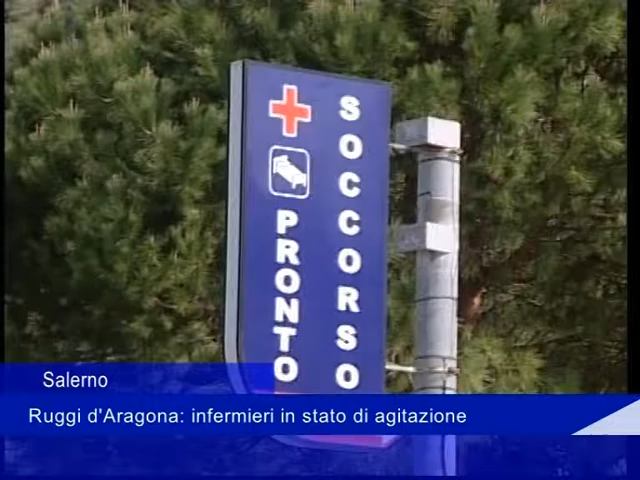 PRONTO
SOCCORSO
Salerno
Ruggi d'Aragona: infermieri in stato di agitazione